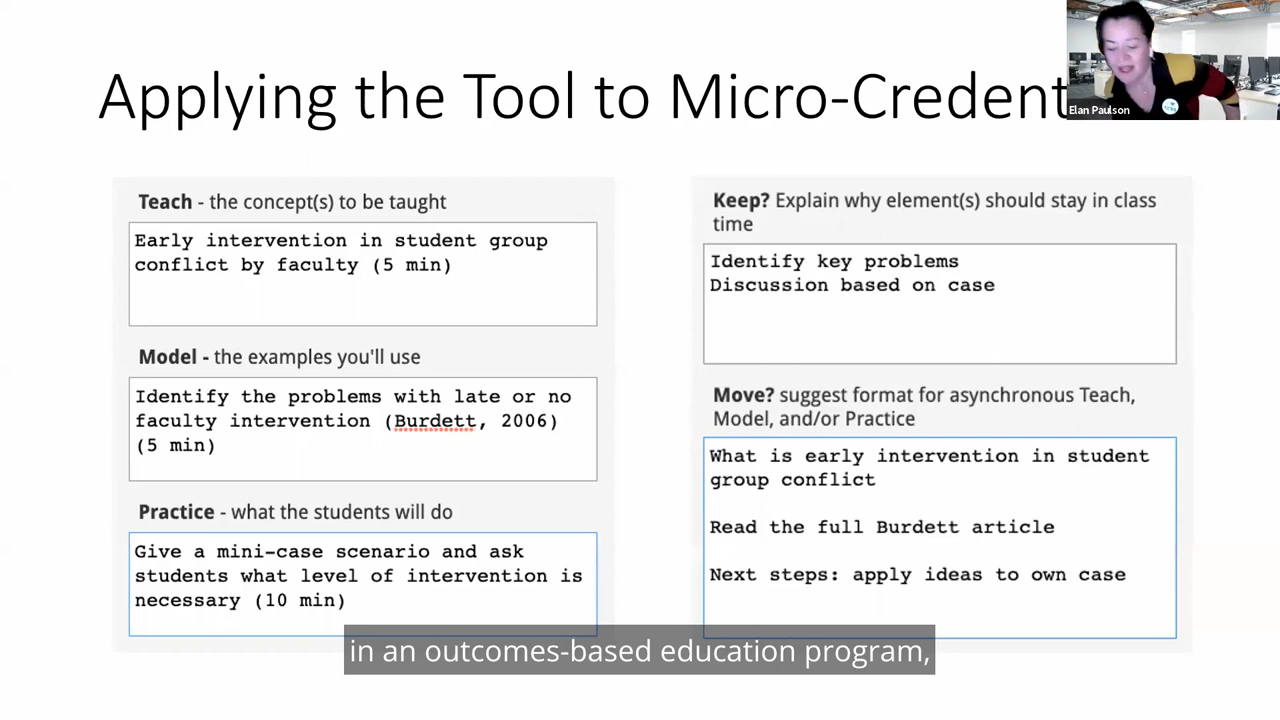 Applying the Tool to Micro-Credent
Elan Paulson
Teach - the concept(s) to be taught
Early intervention in student group
conflict by faculty (5 min)
Model - the examples you'll use
Identify the problems with late or no
faculty intervention (Burdett, 2006)
(5 min)
Practice - what the students will do
Give a mini-case scenario and ask
students what level of intervention is
necessary (10 min)
Keep? Explain why element(s) should stay in class
time
Identify key problems
Discussion based on case
Move? suggest format for asynchronous Teach,
Model, and/or Practice
What is early intervention in student
group conflict
Read the full Burdett article
Next steps: apply ideas to own case
in an outcomes-based education program,